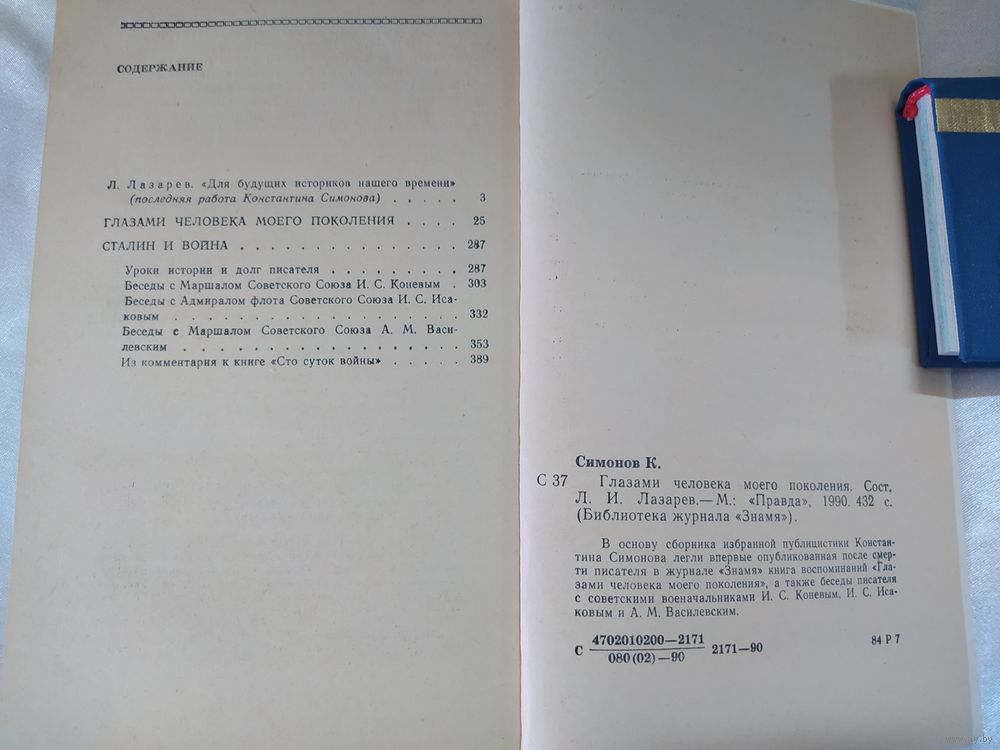 СОДЕРЖАНИЕ
Л. Лазарев. «Для будущих историков нашего времени»
(последняя работа Константина Симонова) . . . . . 3
ГЛАЗАМИ ЧЕЛОВЕКА МОЕГО ПОКОЛЕНИЯ . . . . 25
СТАЛИН И ВОЙНА . . . . . . . . . . . . . . 287
Уроки истории и долг писателя . . . . . . . . . 287
Беседы с Маршалом Советского Союза И. С. Коневым . 303
Беседы с Адмиралом флота Советского Союза И. С. Иса-
ковым . . . . . . . . . . . . . . . . . . 332
Беседы с Маршалом Советского Союза А. М. Васи-
левским . . . . . . . . . . . . . . . . . 353
Из комментария к книге «Сто суток войны» . . . . . 389
Симонов К.
С 37 Глазами человека моего поколения. Сост.
Л. И. Лазарев.— М.: «Правда», 1990. 432 с.
(Библиотека журнала «Знамя»).
В основу сборника избранной публицистики Констан-
тина Симонова легли впервые опубликованная после смер-
ти писателя в журнале «Знамя» книга воспоминаний «Гла-
зами человека моего поколения», а также беседы писателя
с советскими военачальниками И. С. Коневым, И. С. Иса-
ковым и А. М. Василевским.
С 4702010200—2171
080(02)—90 2171—90 84 Р 7
www.ay.by